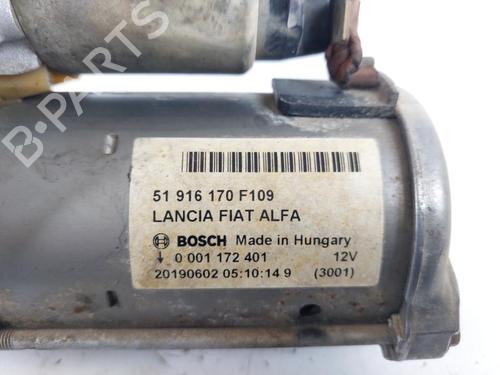 B-PARTS
51 916 170 F109
LANCIA FIAT ALFA
BOSCH Made in Hungary
0 001 172 401 12V
20190602 05:10:14 9 (3001)